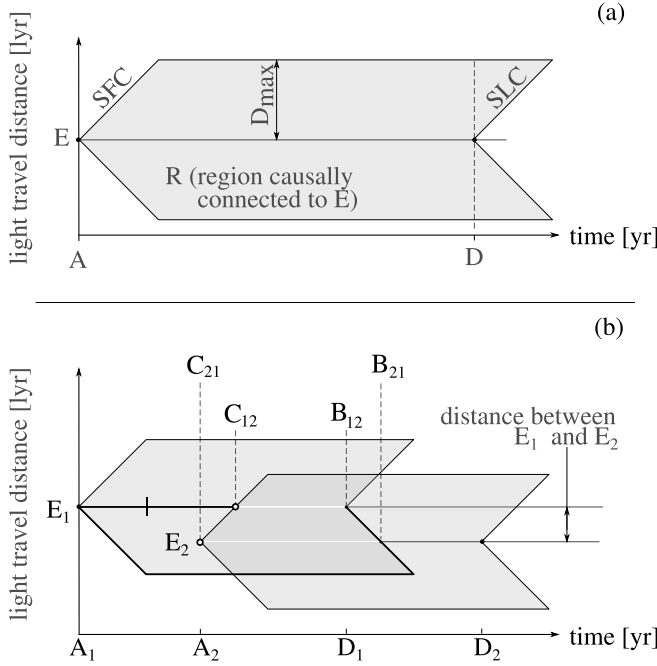 (a)
light travel distance [lyr]
SFC
D_max
SLC
E
R (region causally
connected to E)
time [yr]
A
D
(b)
light travel distance [lyr]
C₂₁
B₂₁
C₁₂
B₁₂
distance between
E₁ and E₂
E₁
E₂
time [yr]
A₁
A₂
D₁
D₂